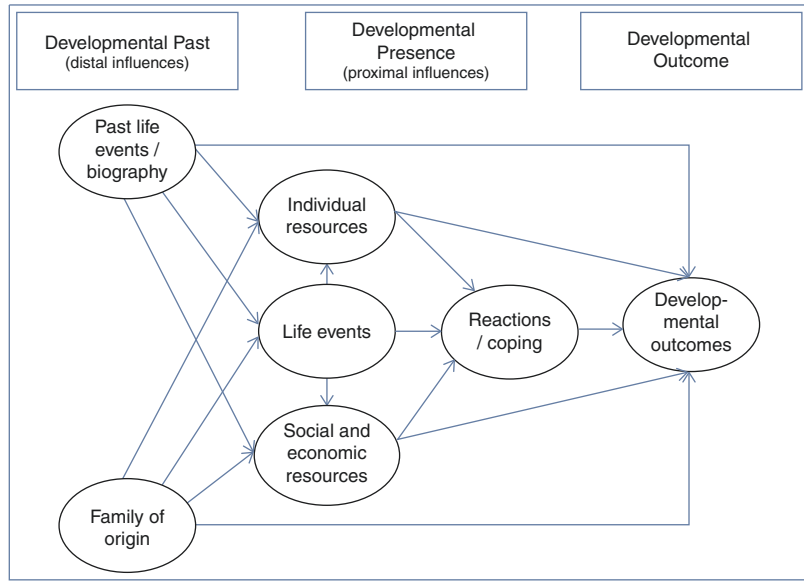 Developmental Past
(distal influences)
Developmental
Presence
(proximal influences)
Developmental
Outcome
Past life
events /
biography
Individual
resources
Life events
Reactions
/ coping
Develop-
mental
outcomes
Social and
economic
resources
Family of
origin